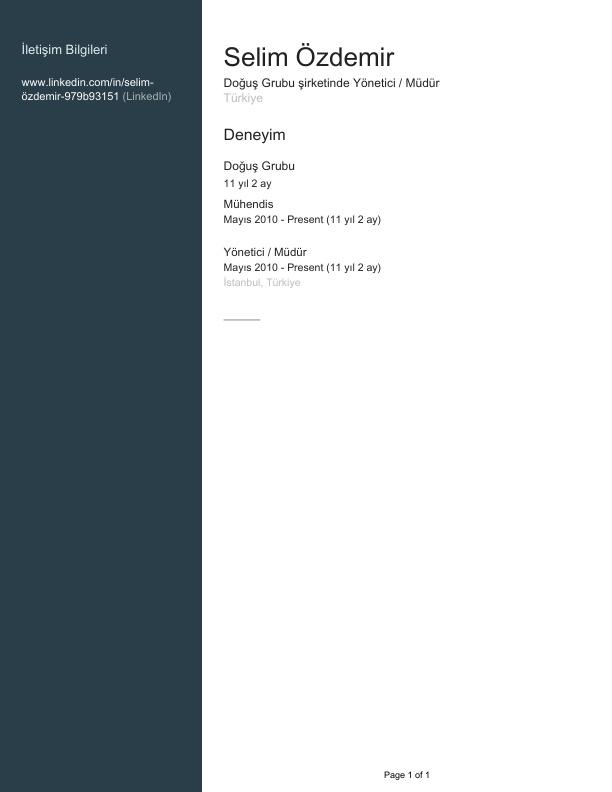 İletişim Bilgileri
www.linkedin.com/in/selim-
özdemir-979b93151 (LinkedIn)
Selim Özdemir
Doğuş Grubu şirketinde Yönetici / Müdür
Türkiye
Deneyim
Doğuş Grubu
11 yıl 2 ay
Mühendis
Mayıs 2010 - Present (11 yıl 2 ay)
Yönetici / Müdür
Mayıs 2010 - Present (11 yıl 2 ay)
İstanbul, Türkiye
Page 1 of 1